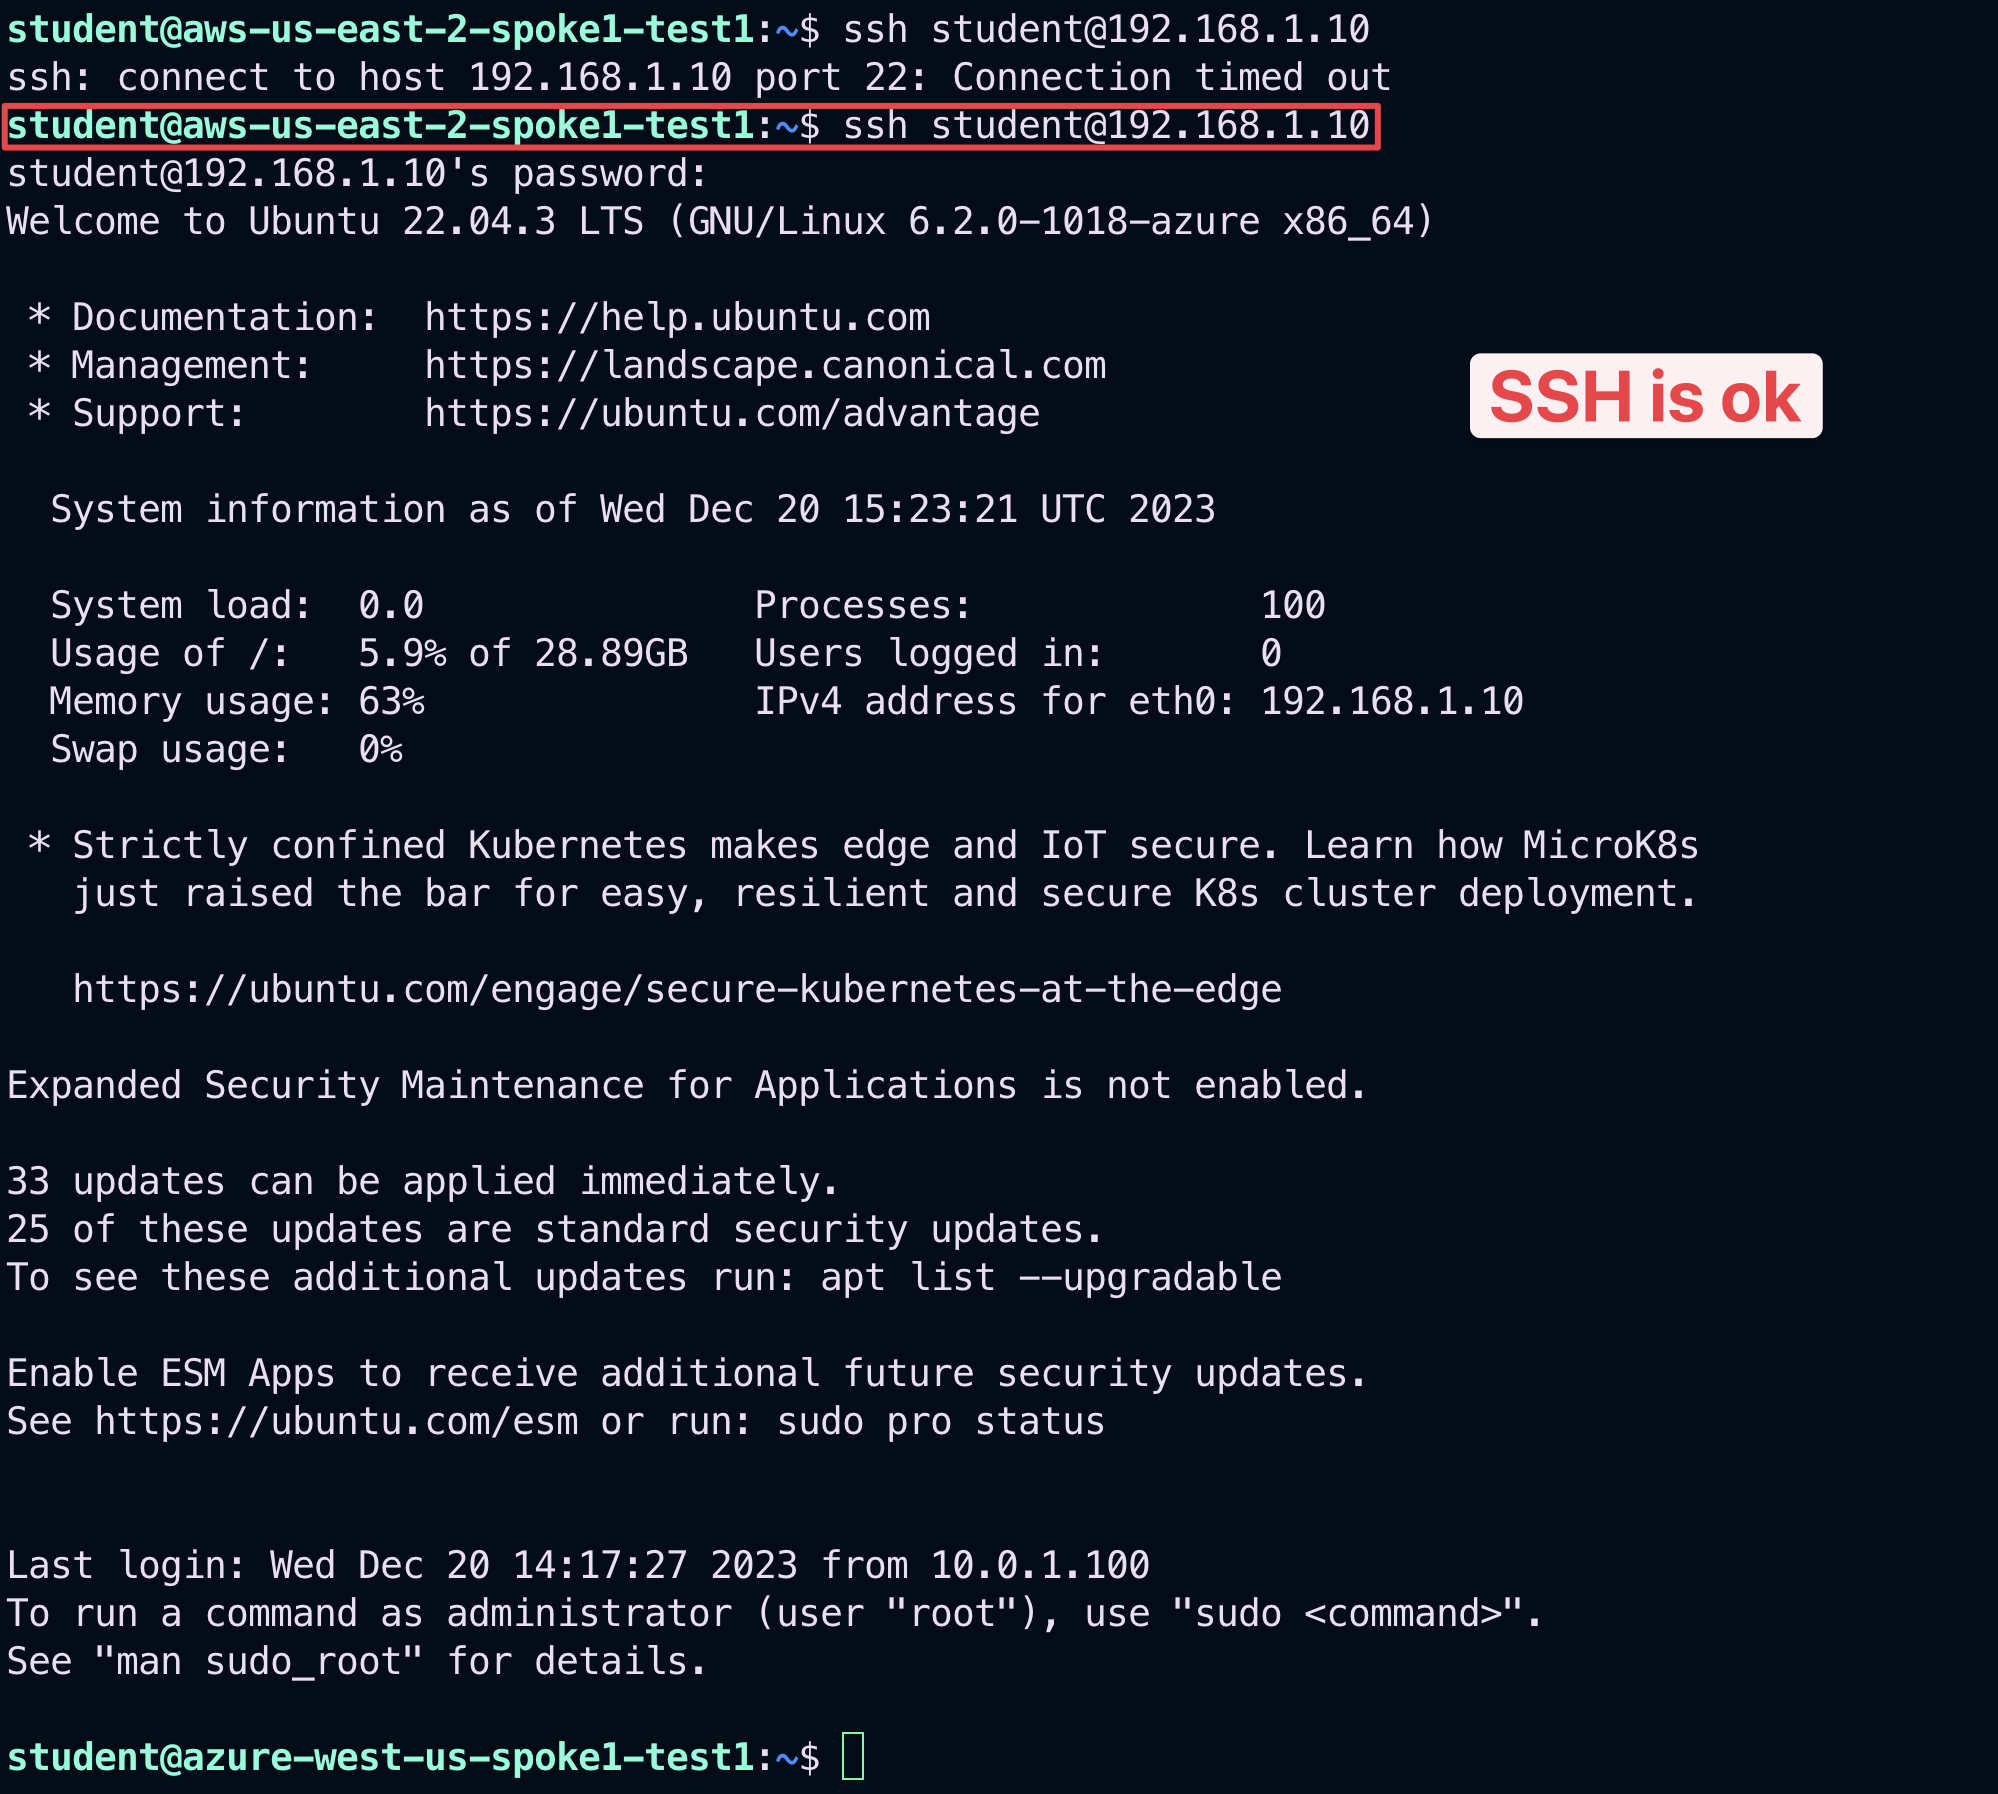 student@aws-us-east-2-spoke1-test1:~$ ssh student@192.168.1.10
ssh: connect to host 192.168.1.10 port 22: Connection timed out
student@aws-us-east-2-spoke1-test1:~$ ssh student@192.168.1.10
student@192.168.1.10's password:
Welcome to Ubuntu 22.04.3 LTS (GNU/Linux 6.2.0-1018-azure x86_64)

 * Documentation:  https://help.ubuntu.com
 * Management:     https://landscape.canonical.com
 * Support:        https://ubuntu.com/advantage
SSH is ok

  System information as of Wed Dec 20 15:23:21 UTC 2023

  System load:  0.0               Processes:             100
  Usage of /:   5.9% of 28.89GB   Users logged in:       0
  Memory usage: 63%               IPv4 address for eth0: 192.168.1.10
  Swap usage:   0%

 * Strictly confined Kubernetes makes edge and IoT secure. Learn how MicroK8s
   just raised the bar for easy, resilient and secure K8s cluster deployment.

   https://ubuntu.com/engage/secure-kubernetes-at-the-edge

Expanded Security Maintenance for Applications is not enabled.

33 updates can be applied immediately.
25 of these updates are standard security updates.
To see these additional updates run: apt list --upgradable

Enable ESM Apps to receive additional future security updates.
See https://ubuntu.com/esm or run: sudo pro status

Last login: Wed Dec 20 14:17:27 2023 from 10.0.1.100
To run a command as administrator (user "root"), use "sudo <command>".
See "man sudo_root" for details.

student@azure-west-us-spoke1-test1:~$